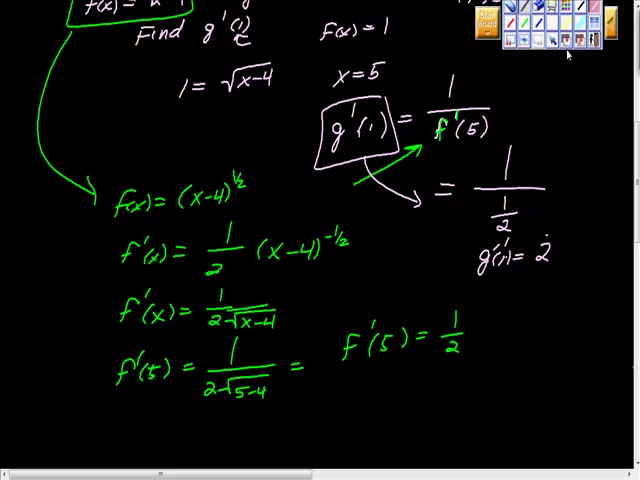 Find g'(1)
f(x) = 1
1 = √x-4
x = 5
g'(1) = 1/f'(5)
= 1/(1/2)
g'(1) = 2
f(x) = (x-4)^1/2
f'(x) = 1/2 (x-4)^-1/2
f'(x) = 1/2√x-4
f'(5) = 1/2√5-4 =
f'(5) = 1/2